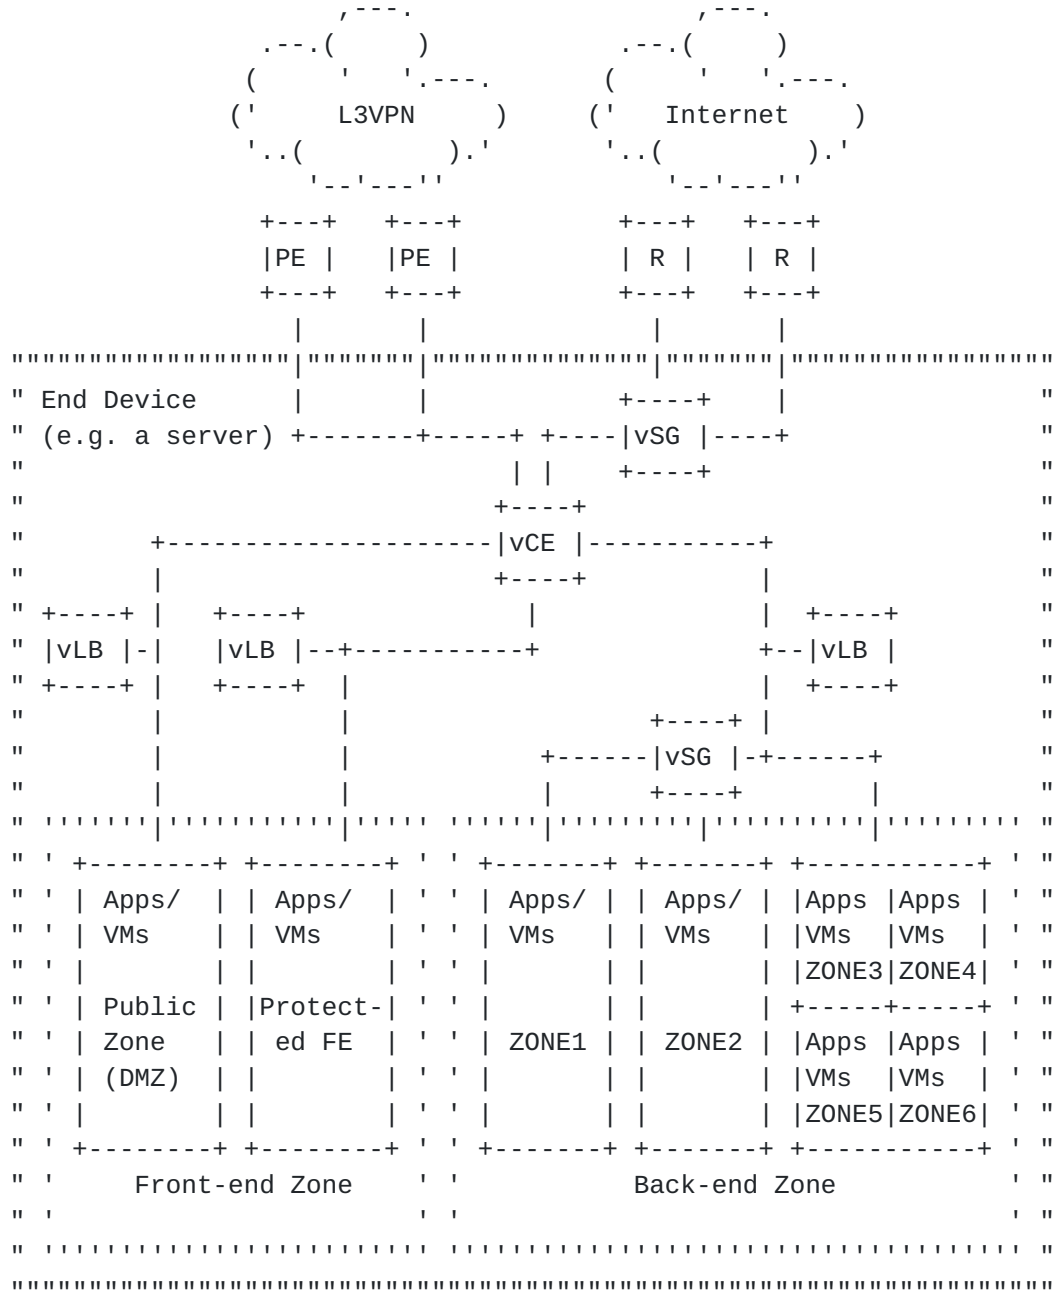 L3VPN Internet
PE PE R R
End Device
(e.g. a server) vSG
vCE
vLB vLB vLB
vSG
Apps/ Apps/ Apps/ Apps/ Apps Apps
VMs VMs VMs VMs VMs VMs
ZONE3 ZONE4
Public Protect-
Zone ed FE ZONE1 ZONE2 Apps Apps
(DMZ) VMs VMs
ZONE5 ZONE6
Front-end Zone Back-end Zone